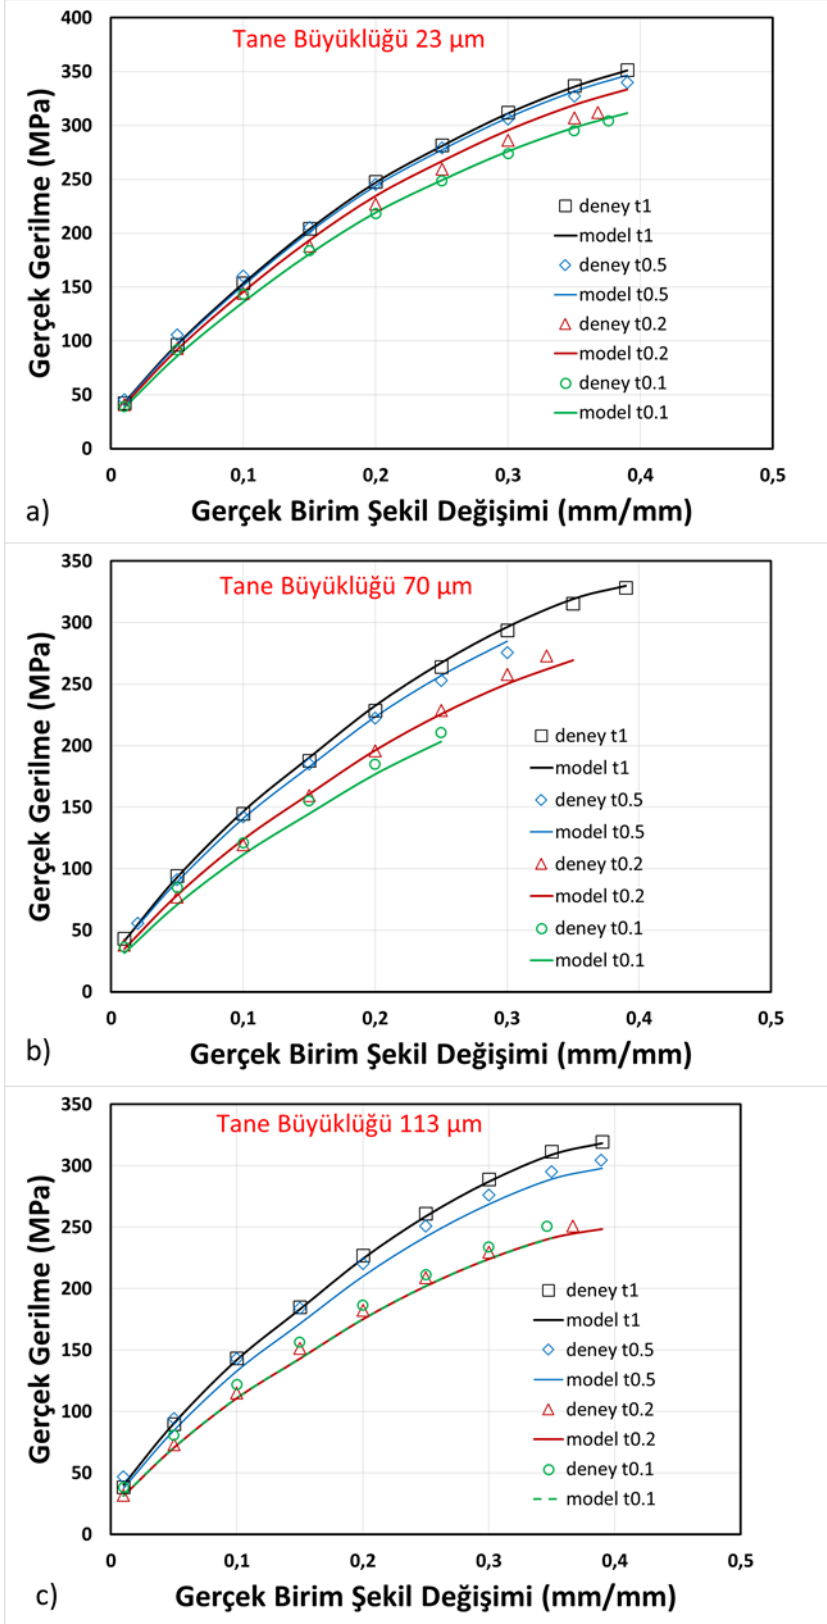 Tane Büyüklüğü 23 µm
400
350
300
250
200
150
100
50
0
Gerçek Gerilme (MPa)
deney t1
model t1
deney t0.5
model t0.5
deney t0.2
model t0.2
deney t0.1
model t0.1
0 0,1 0,2 0,3 0,4 0,5
a) Gerçek Birim Şekil Değişimi (mm/mm)
Tane Büyüklüğü 70 µm
350
300
250
200
150
100
50
0
Gerçek Gerilme (MPa)
deney t1
model t1
deney t0.5
model t0.5
deney t0.2
model t0.2
deney t0.1
model t0.1
0 0,1 0,2 0,3 0,4 0,5
b) Gerçek Birim Şekil Değişimi (mm/mm)
Tane Büyüklüğü 113 µm
350
300
250
200
150
100
50
0
Gerçek Gerilme (MPa)
deney t1
model t1
deney t0.5
model t0.5
deney t0.2
model t0.2
deney t0.1
model t0.1
0 0,1 0,2 0,3 0,4 0,5
c) Gerçek Birim Şekil Değişimi (mm/mm)